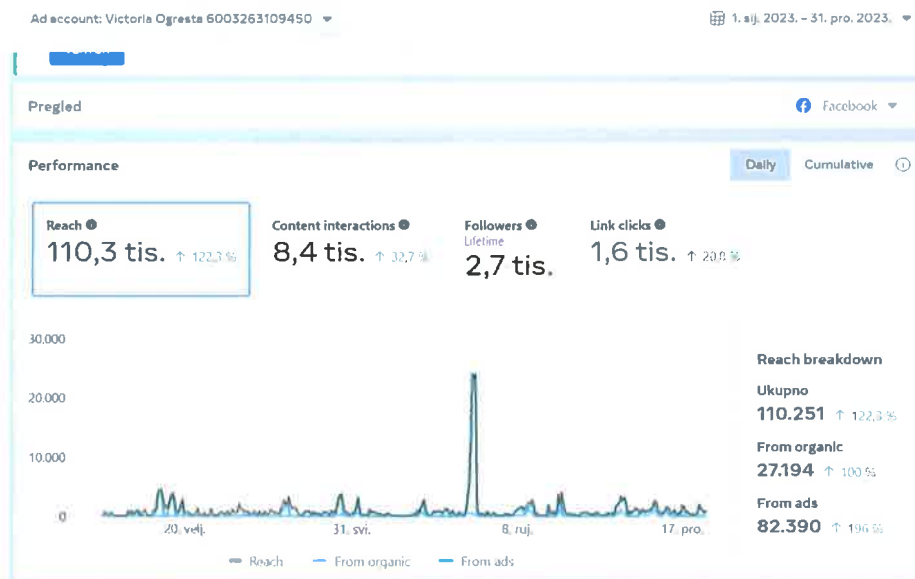 Ad account: Victoria Ogresta 6003263109450
1. sij. 2023. – 31. pro. 2023.
Pregled
Facebook
Performance
Daily Cumulative
Reach Content interactions Followers Link clicks
Lifetime
110,3 tis. ↑ 122,3 % 8,4 tis. ↑ 32,7 % 2,7 tis. 1,6 tis. ↑ 20,9 %
30.000
20.000
10.000
0
20. velj. 31. svi. 8. ruj. 17. pro.
Reach From organic From ads
Reach breakdown
Ukupno
110.251 ↑ 122,3 %
From organic
27.194 ↑ 100 %
From ads
82.390 ↑ 196 %